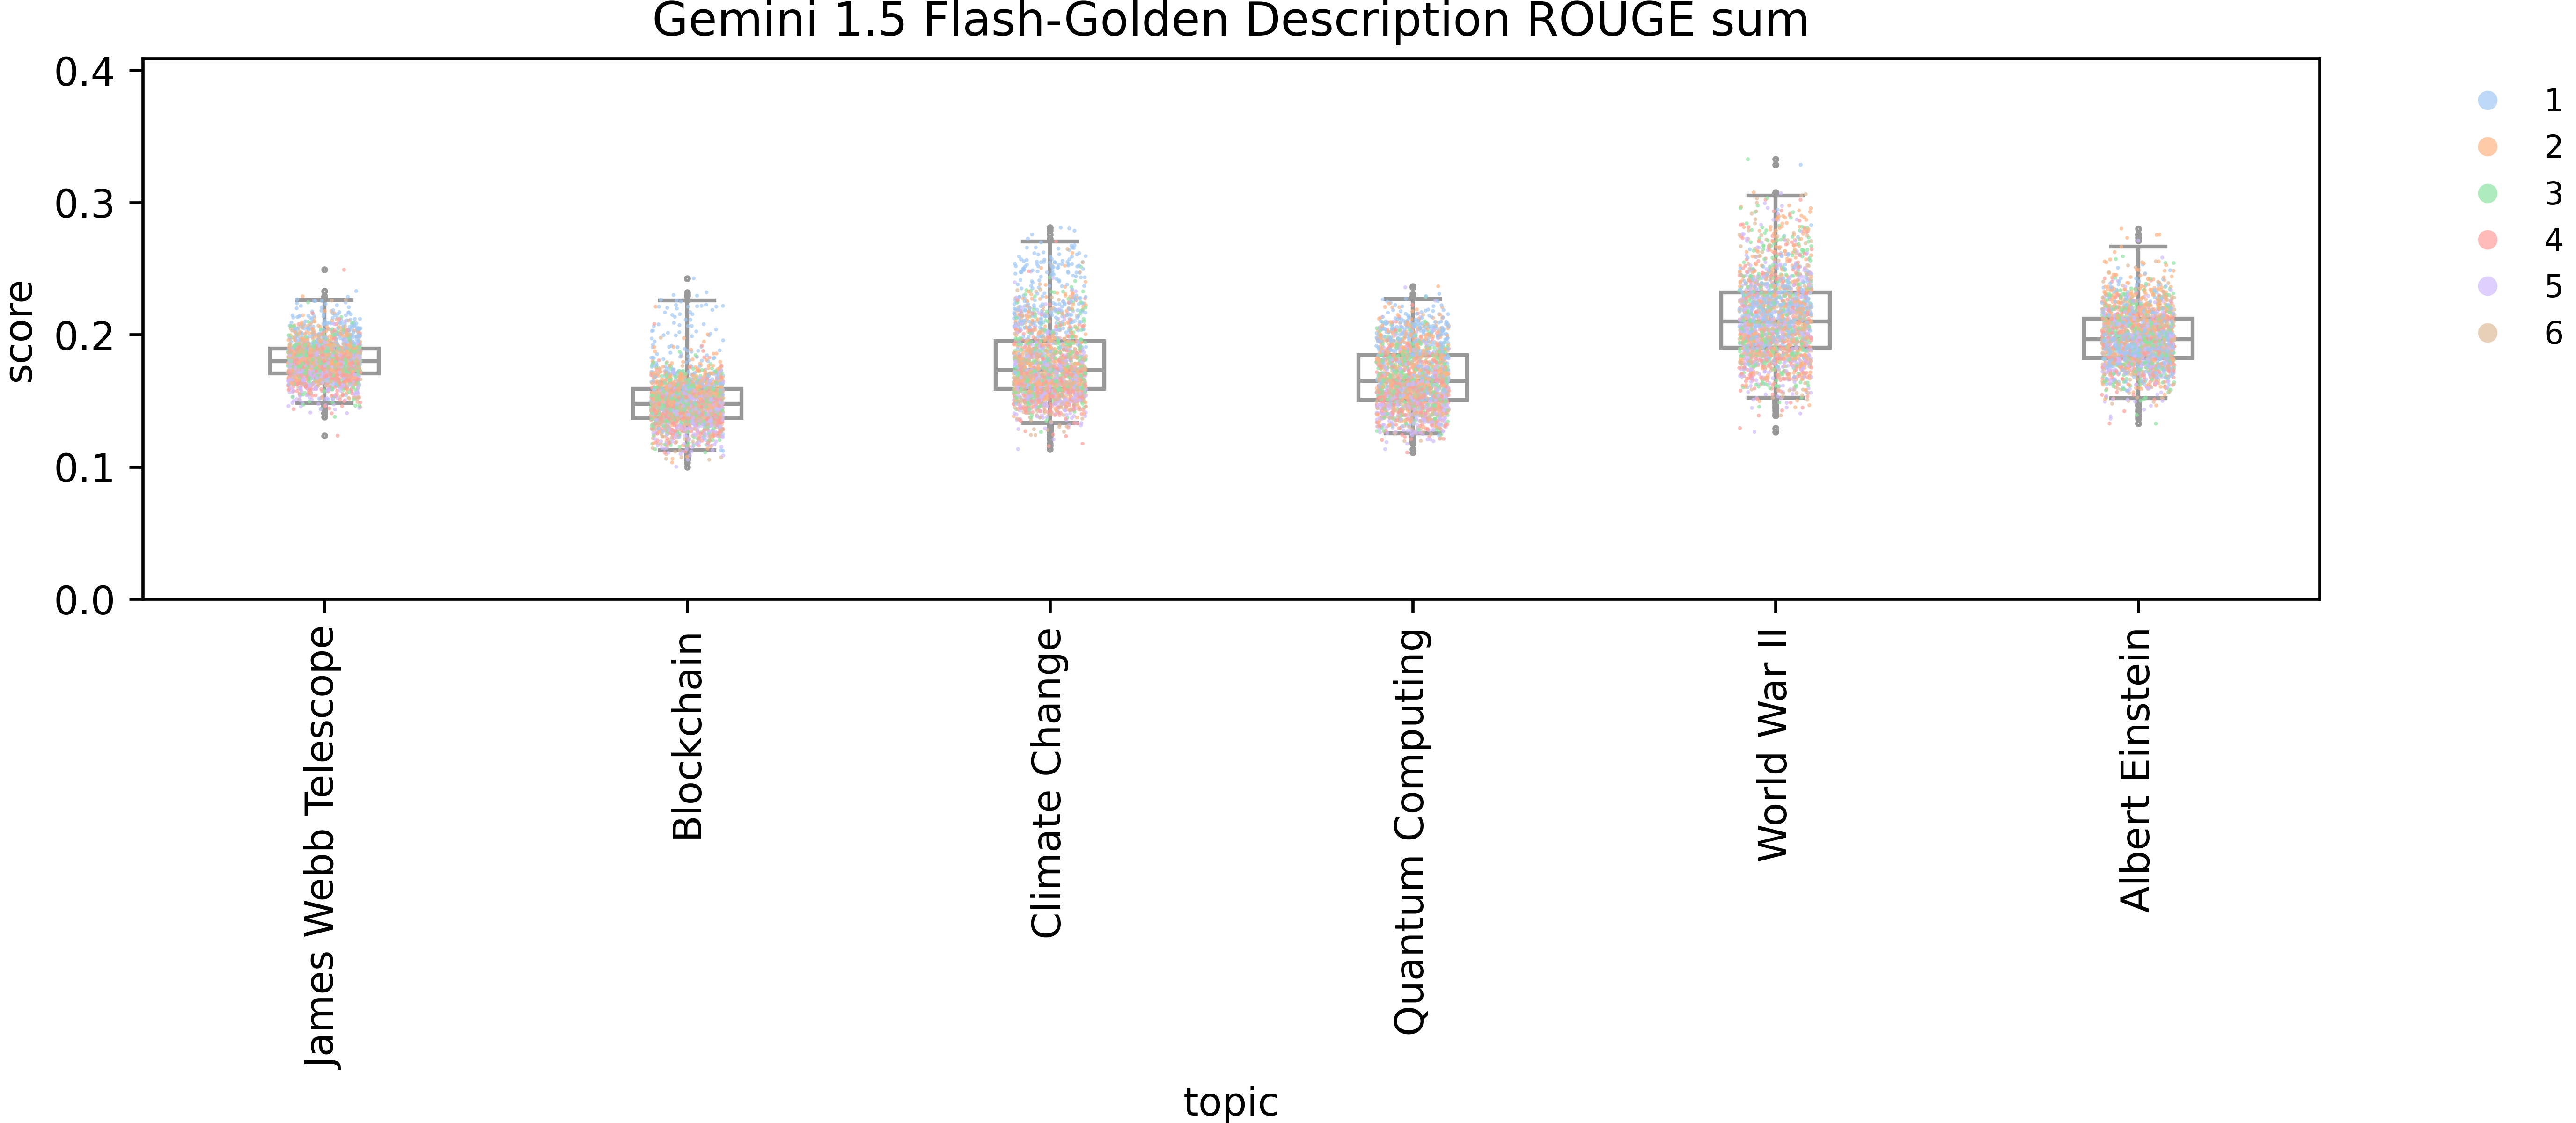 Gemini 1.5 Flash-Golden Description ROUGE sum
0.4
0.3
0.2
0.1
0.0
score
James Webb Telescope
Blockchain
Climate Change
Quantum Computing
World War II
Albert Einstein
topic
1
2
3
4
5
6